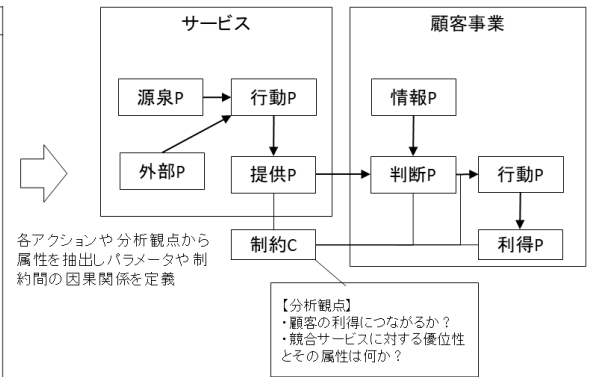 サービス
顧客事業
源泉P
行動P
情報P
外部P
提供P
判断P
行動P
制約C
利得P
各アクションや分析観点から
属性を抽出しパラメータや制
約間の因果関係を定義
【分析観点】
・顧客の利得につながるか？
・競合サービスに対する優位性
とその属性は何か？